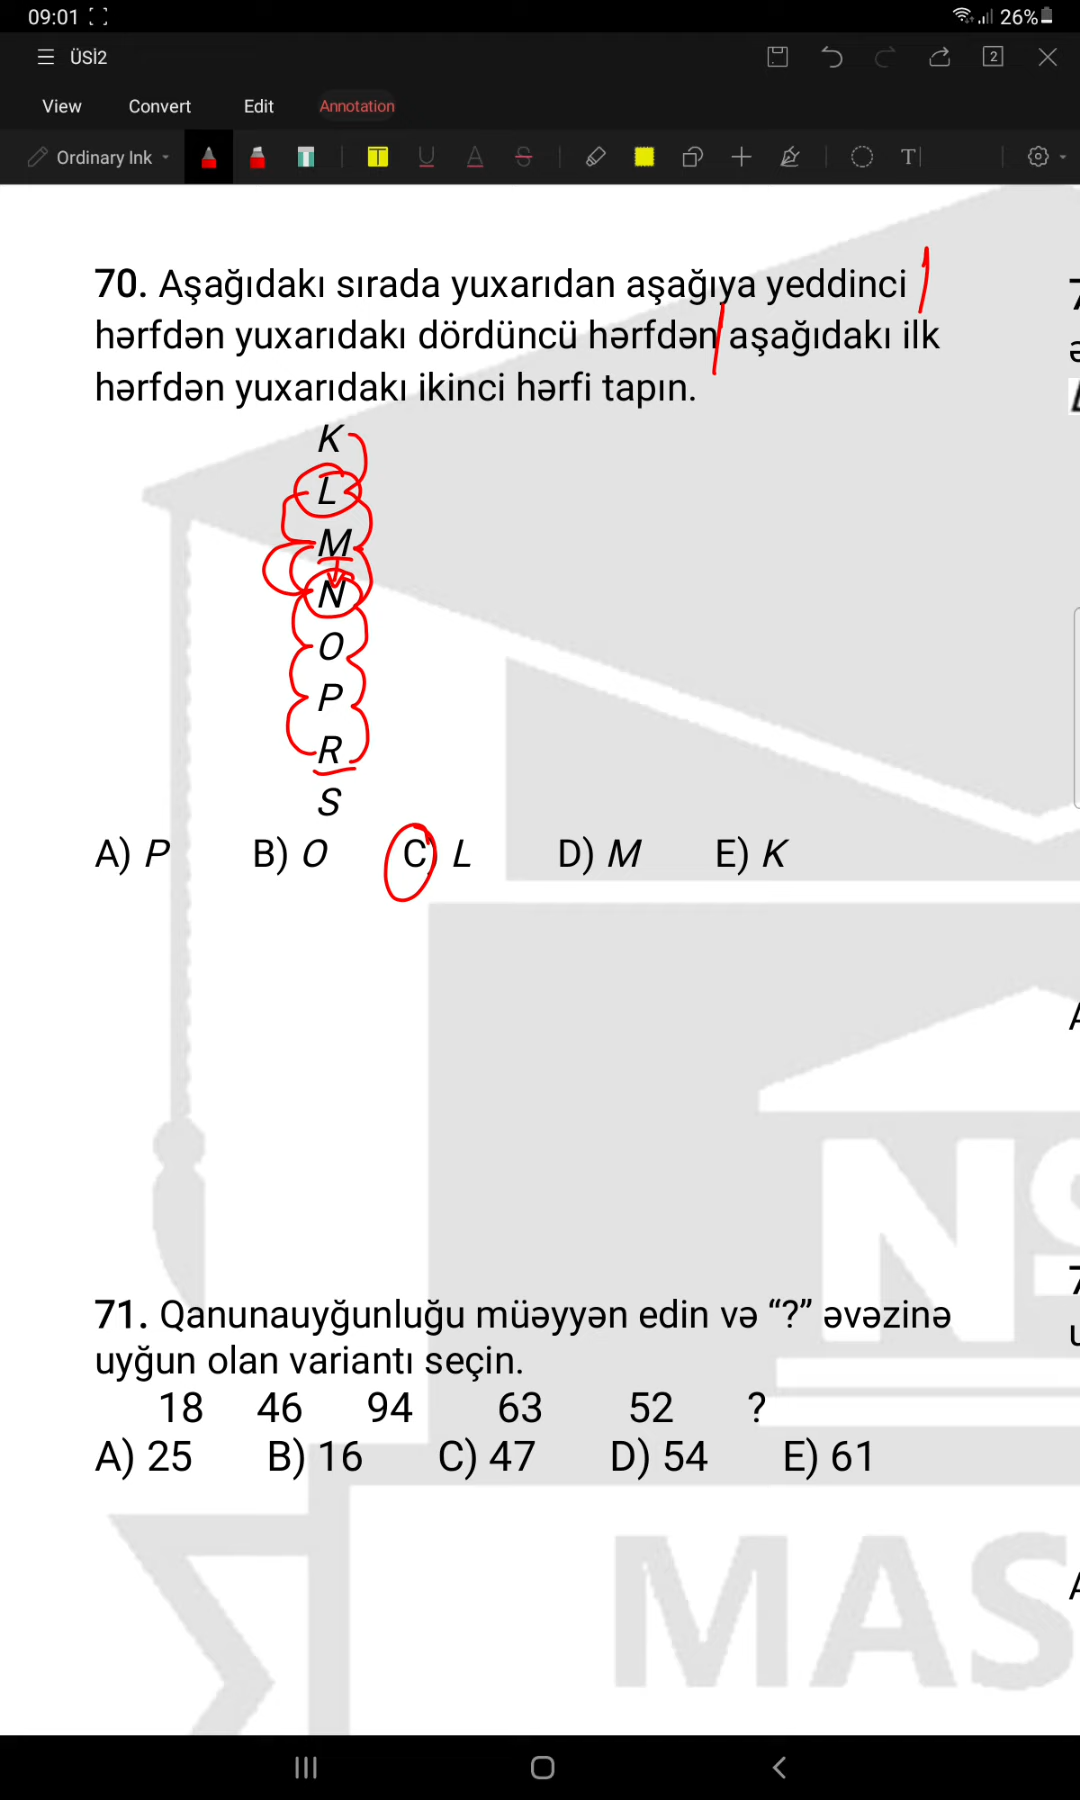 09:01
26%
ÜSİ2
2
View Convert Edit Annotation
Ordinary Ink
70. Aşağıdakı sırada yuxarıdan aşağıya yeddinci
hərfdən yuxarıdakı dördüncü hərfdən aşağıdakı ilk
hərfdən yuxarıdakı ikinci hərfi tapın.
K
L
M
N
O
P
R
S
A) P B) O C) L D) M E) K
71. Qanunauyğunluğu müəyyən edin və “?” əvəzinə
uyğun olan variantı seçin.
18 46 94 63 52 ?
A) 25 B) 16 C) 47 D) 54 E) 61
MAS